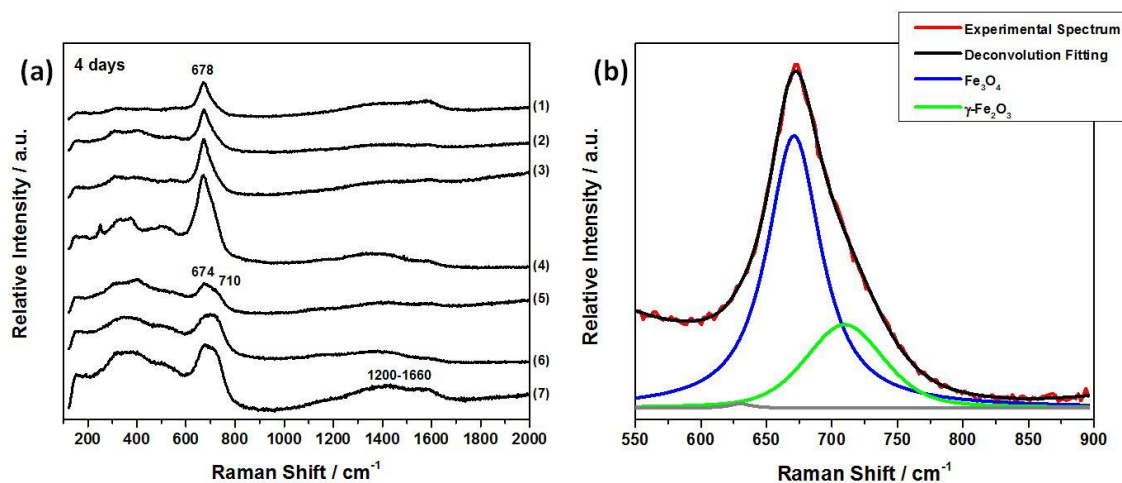 (a)
4 days
678
(1)
(2)
(3)
(4)
674
710
(5)
(6)
1200-1660
(7)
Relative Intensity / a.u.
200 400 600 800 1000 1200 1400 1600 1800 2000
Raman Shift / cm⁻¹
(b)
Experimental Spectrum
Deconvolution Fitting
Fe₃O₄
γ-Fe₂O₃
Relative Intensity / a.u.
550 600 650 700 750 800 850 900
Raman Shift / cm⁻¹